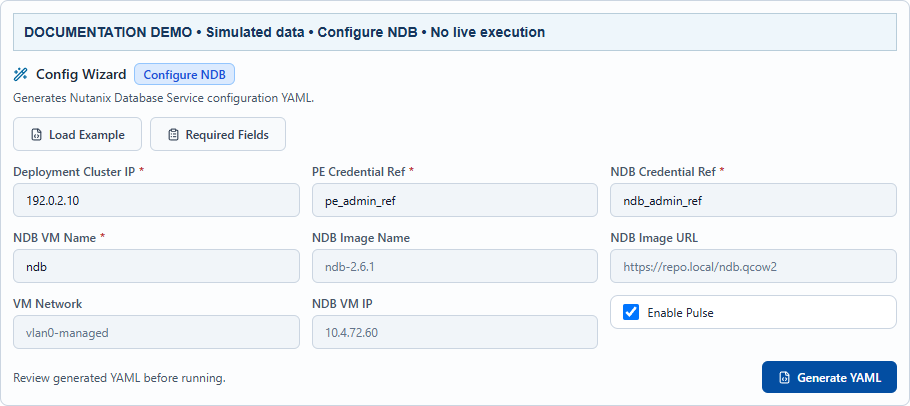 DOCUMENTATION DEMO • Simulated data • Configure NDB • No live execution
Config Wizard Configure NDB
Generates Nutanix Database Service configuration YAML.
Load Example Required Fields
Deployment Cluster IP * PE Credential Ref * NDB Credential Ref *
192.0.2.10 pe_admin_ref ndb_admin_ref
NDB VM Name * NDB Image Name NDB Image URL
ndb ndb-2.6.1 https://repo.local/ndb.qcow2
VM Network NDB VM IP
vlan0-managed 10.4.72.60 Enable Pulse
Review generated YAML before running. Generate YAML